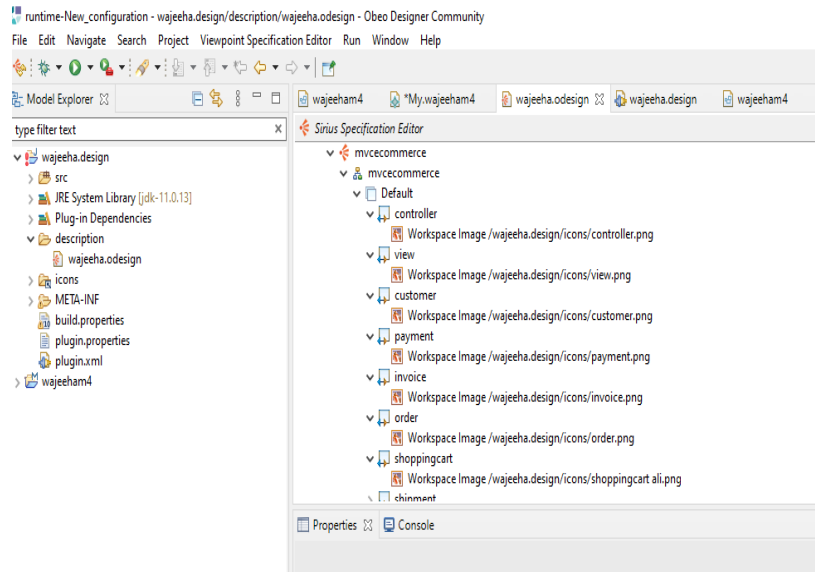 runtime-New_configuration - wajeeha.design/description/wajeeha.odesign - Obeo Designer Community
File Edit Navigate Search Project Viewpoint Specification Editor Run Window Help
Model Explorer
wajeeham4 *My.wajeeham4 wajeeha.odesign wajeeha.design wajeeham4
type filter text
Sirius Specification Editor
wajeeha.design
src
JRE System Library [jdk-11.0.13]
Plug-in Dependencies
description
wajeeha.odesign
icons
META-INF
build.properties
plugin.properties
plugin.xml
wajeeham4
mvcecommerce
mvcecommerce
Default
controller
Workspace Image /wajeeha.design/icons/controller.png
view
Workspace Image /wajeeha.design/icons/view.png
customer
Workspace Image /wajeeha.design/icons/customer.png
payment
Workspace Image /wajeeha.design/icons/payment.png
invoice
Workspace Image /wajeeha.design/icons/invoice.png
order
Workspace Image /wajeeha.design/icons/order.png
shoppingcart
Workspace Image /wajeeha.design/icons/shoppingcart ali.png
shipment
Properties Console